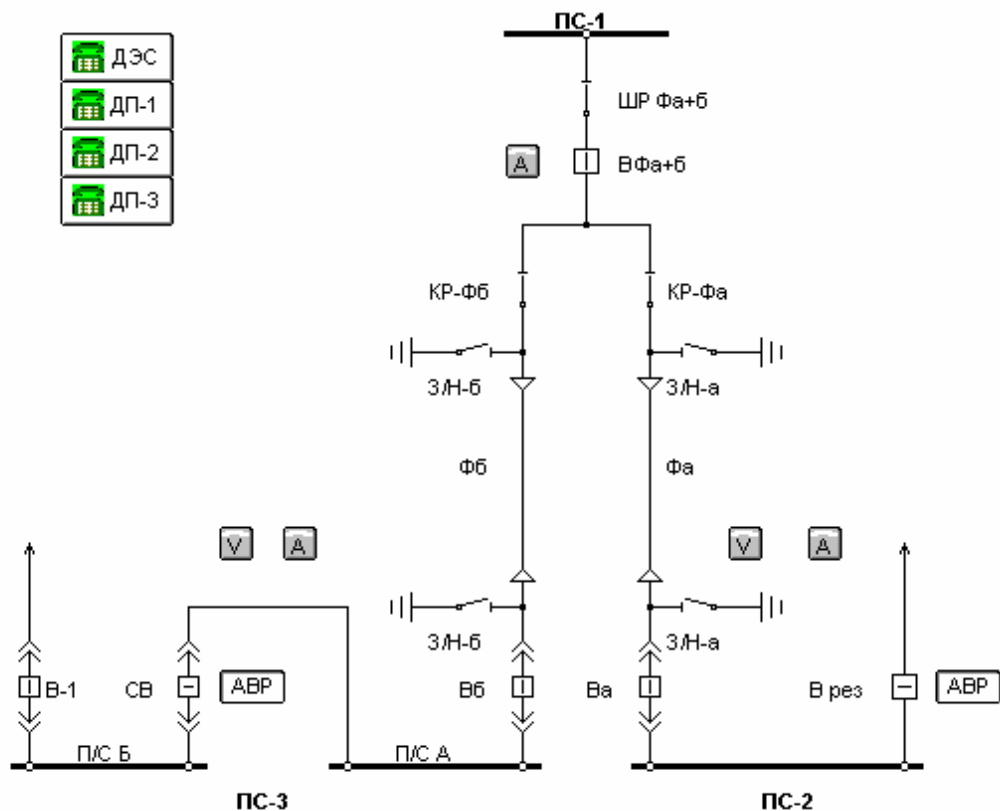 ПС-1
ДЭС
ДП-1
ДП-2
ДП-3
ШР Фа+б
А
ВФа+б
КР-Фб
КР-Фа
З/Н-б
З/Н-а
Фб
Фа
V
А
V
А
З/Н-б
З/Н-а
В-1
СВ
АВР
Вб
Ва
В рез
АВР
П/С Б
П/С А
ПС-3
ПС-2